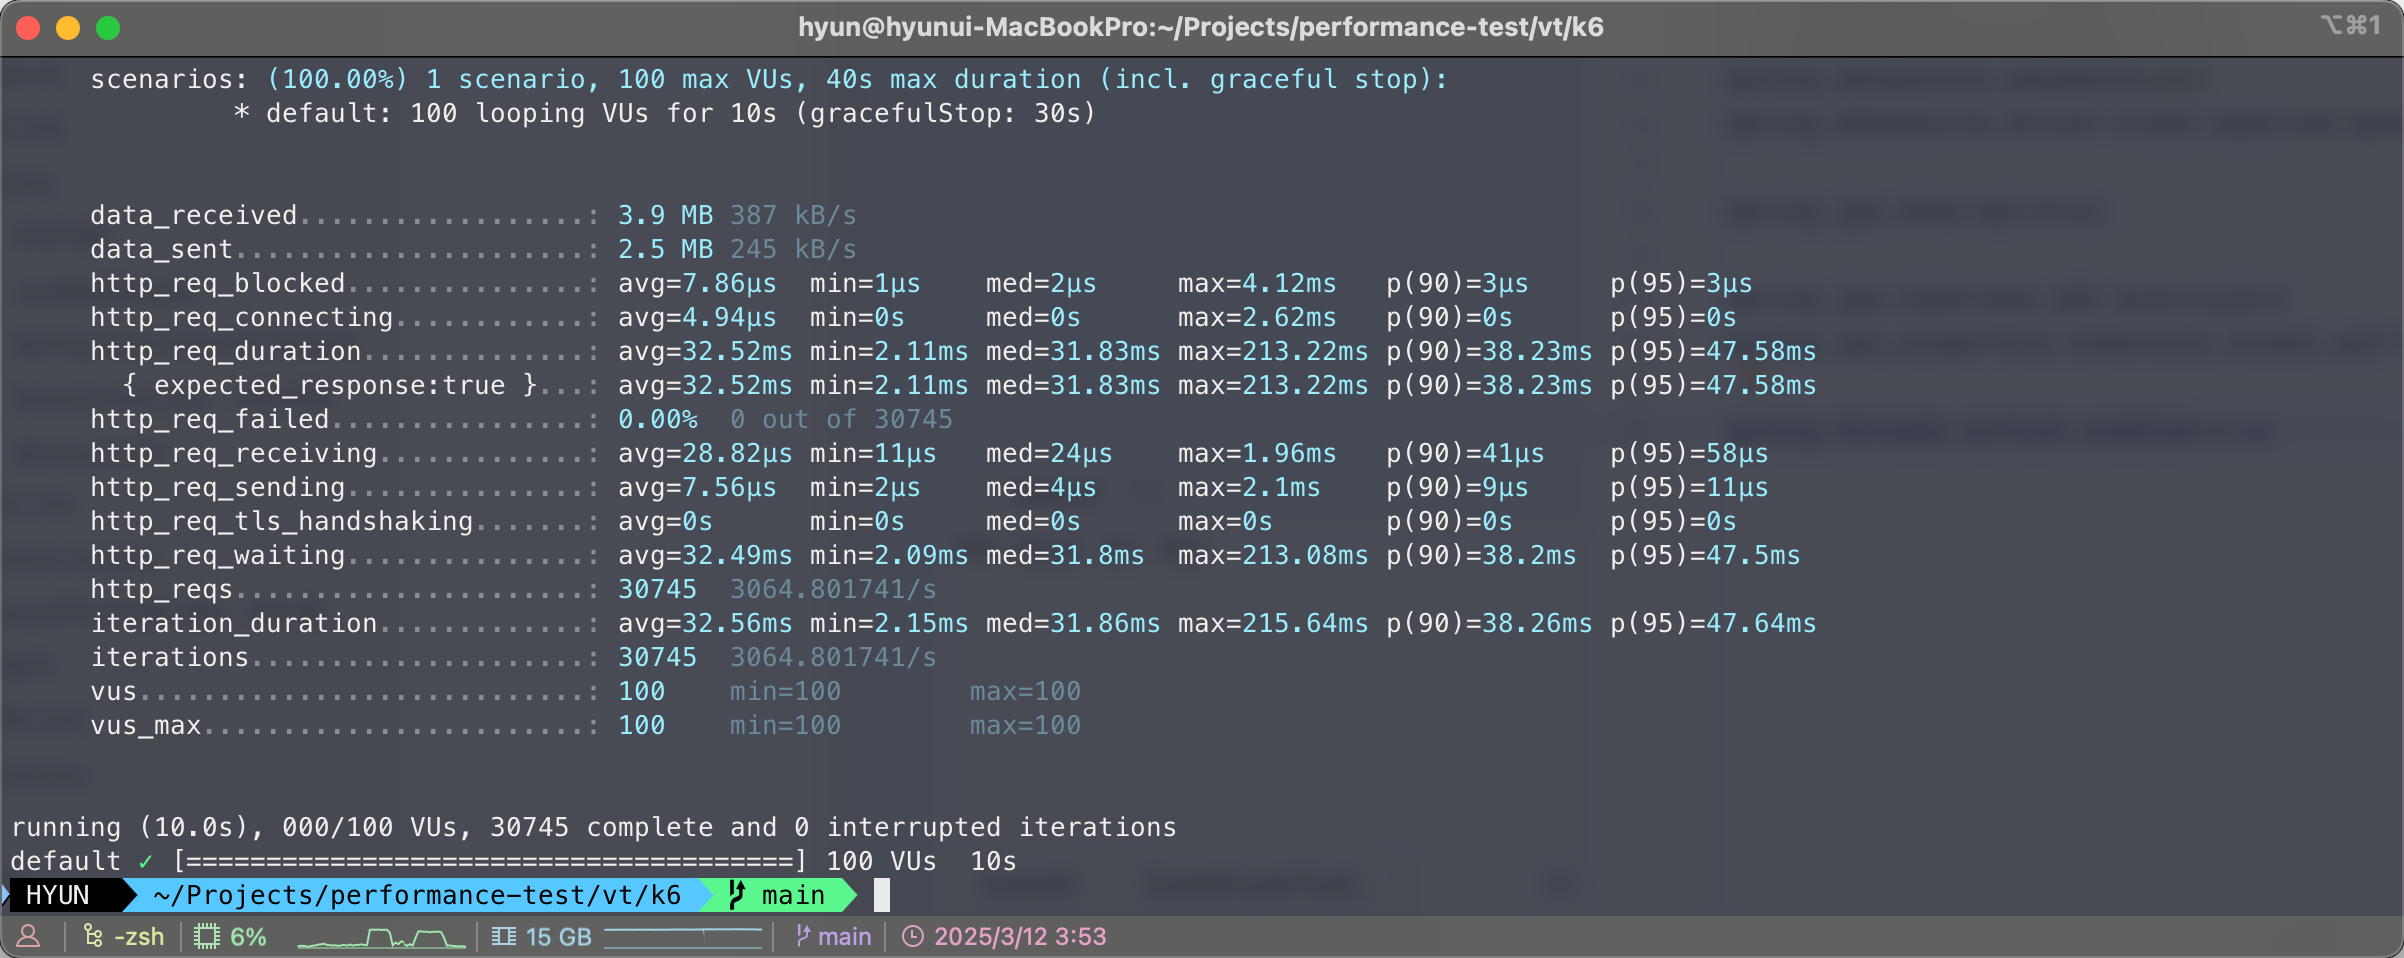 hyun@hyunui-MacBookPro:~/Projects/performance-test/vt/k6
⌥⌘1
scenarios: (100.00%) 1 scenario, 100 max VUs, 40s max duration (incl. graceful stop):
* default: 100 looping VUs for 10s (gracefulStop: 30s)
data_received..................: 3.9 MB 387 kB/s
data_sent......................: 2.5 MB 245 kB/s
http_req_blocked...............: avg=7.86µs min=1µs med=2µs max=4.12ms p(90)=3µs p(95)=3µs
http_req_connecting............: avg=4.94µs min=0s med=0s max=2.62ms p(90)=0s p(95)=0s
http_req_duration..............: avg=32.52ms min=2.11ms med=31.83ms max=213.22ms p(90)=38.23ms p(95)=47.58ms
{ expected_response:true }...: avg=32.52ms min=2.11ms med=31.83ms max=213.22ms p(90)=38.23ms p(95)=47.58ms
http_req_failed................: 0.00% 0 out of 30745
http_req_receiving.............: avg=28.82µs min=11µs med=24µs max=1.96ms p(90)=41µs p(95)=58µs
http_req_sending...............: avg=7.56µs min=2µs med=4µs max=2.1ms p(90)=9µs p(95)=11µs
http_req_tls_handshaking.......: avg=0s min=0s med=0s max=0s p(90)=0s p(95)=0s
http_req_waiting...............: avg=32.49ms min=2.09ms med=31.8ms max=213.08ms p(90)=38.2ms p(95)=47.5ms
http_reqs......................: 30745 3064.801741/s
iteration_duration.............: avg=32.56ms min=2.15ms med=31.86ms max=215.64ms p(90)=38.26ms p(95)=47.64ms
iterations.....................: 30745 3064.801741/s
vus............................: 100 min=100 max=100
vus_max........................: 100 min=100 max=100
running (10.0s), 000/100 VUs, 30745 complete and 0 interrupted iterations
default ✓ [======================================] 100 VUs 10s
HYUN ~/Projects/performance-test/vt/k6 main
-zsh 6% 15 GB main 2025/3/12 3:53